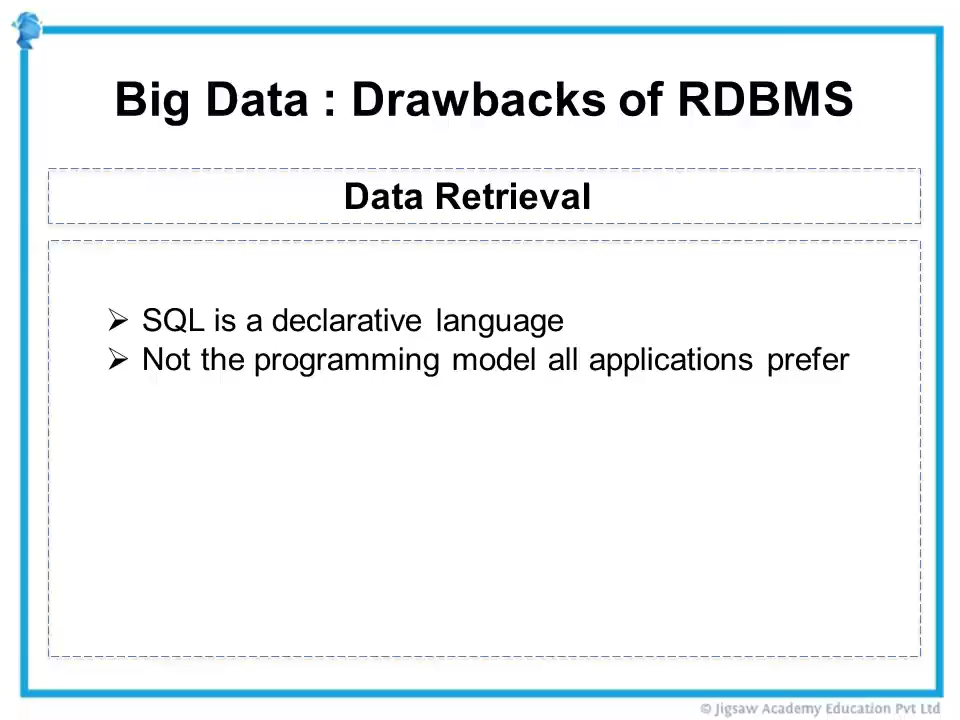 Big Data : Drawbacks of RDBMS
Data Retrieval
➢ SQL is a declarative language
➢ Not the programming model all applications prefer
© Jigsaw Academy Education Pvt Ltd